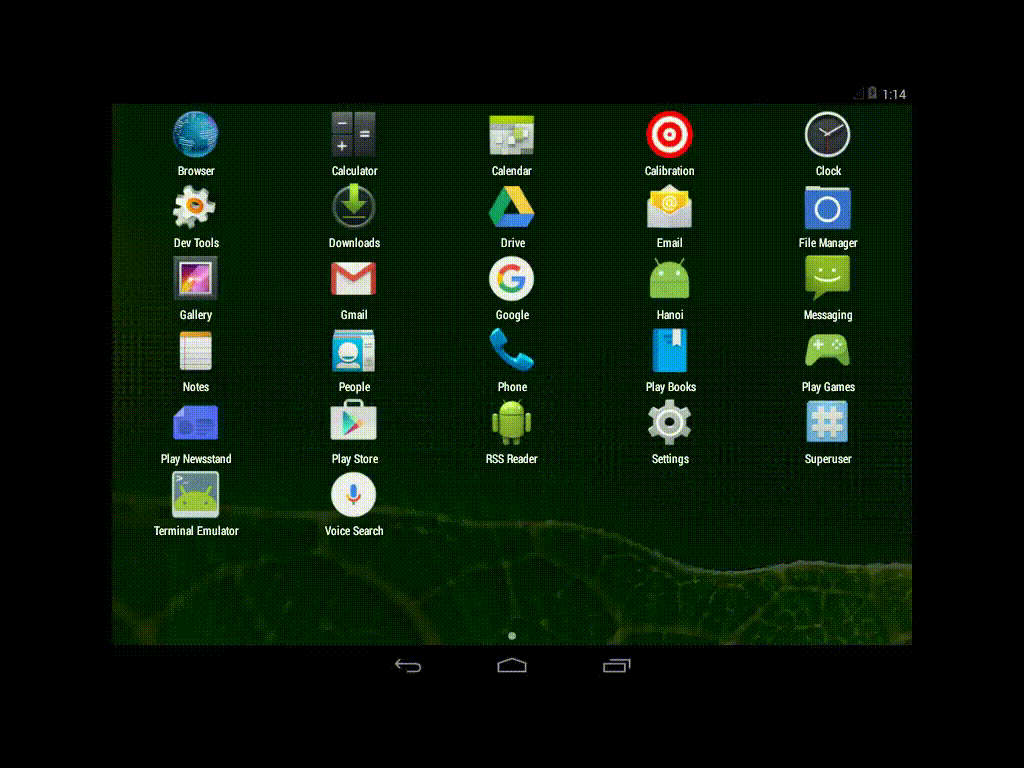 1:14
Browser
Calculator
Calendar
Calibration
Clock
Dev Tools
Downloads
Drive
Email
File Manager
Gallery
Gmail
Google
Hanoi
Messaging
Notes
People
Phone
Play Books
Play Games
Play Newsstand
Play Store
RSS Reader
Settings
Superuser
Terminal Emulator
Voice Search